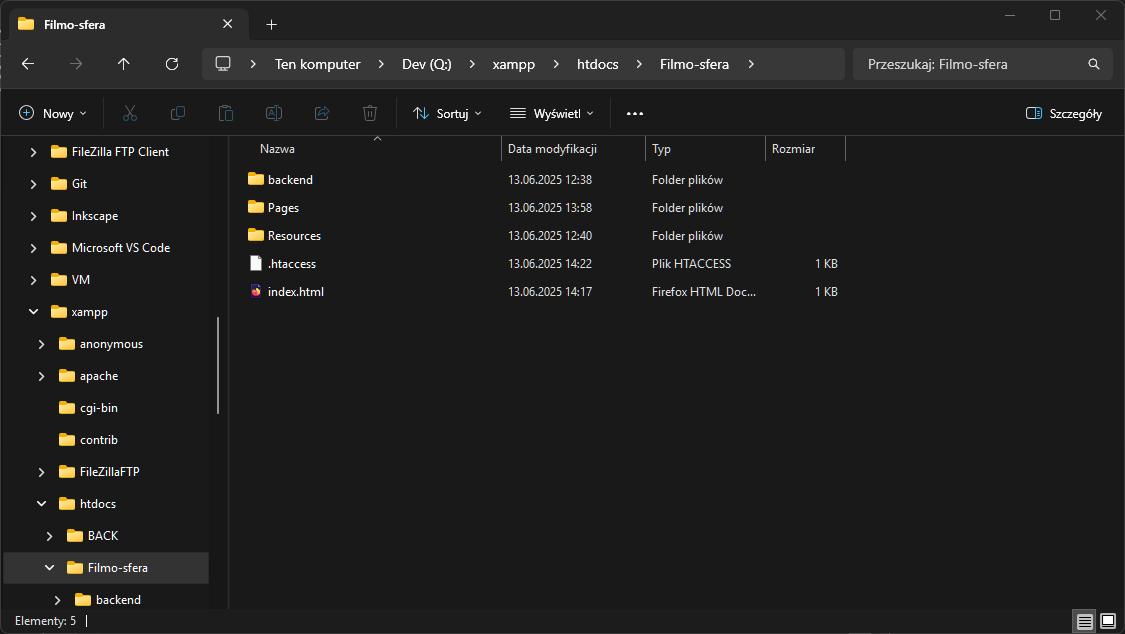 Filmo-sfera
Ten komputer Dev (Q:) xampp htdocs Filmo-sfera Przeszukaj: Filmo-sfera
Nowy Sortuj Wyświetl Szczegóły
FileZilla FTP Client
Git
Inkscape
Microsoft VS Code
VM
xampp
anonymous
apache
cgi-bin
contrib
FileZillaFTP
htdocs
BACK
Filmo-sfera
backend
Nazwa Data modyfikacji Typ Rozmiar
backend 13.06.2025 12:38 Folder plików
Pages 13.06.2025 13:58 Folder plików
Resources 13.06.2025 12:40 Folder plików
.htaccess 13.06.2025 14:22 Plik HTACCESS 1 KB
index.html 13.06.2025 14:17 Firefox HTML Doc... 1 KB
Elementy: 5